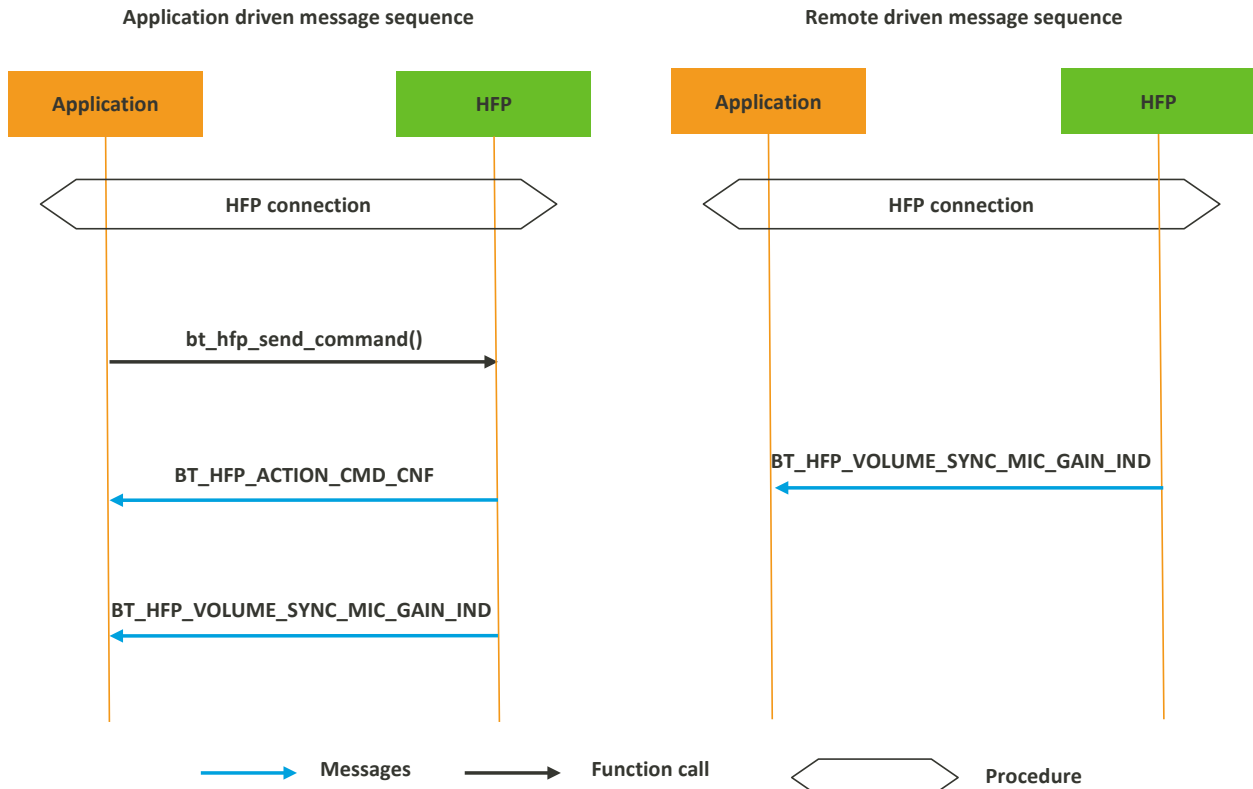 Application driven message sequence
Application
HFP
HFP connection
bt_hfp_send_command()
BT_HFP_ACTION_CMD_CNF
BT_HFP_VOLUME_SYNC_MIC_GAIN_IND
Remote driven message sequence
Application
HFP
HFP connection
BT_HFP_VOLUME_SYNC_MIC_GAIN_IND
Messages
Function call
Procedure